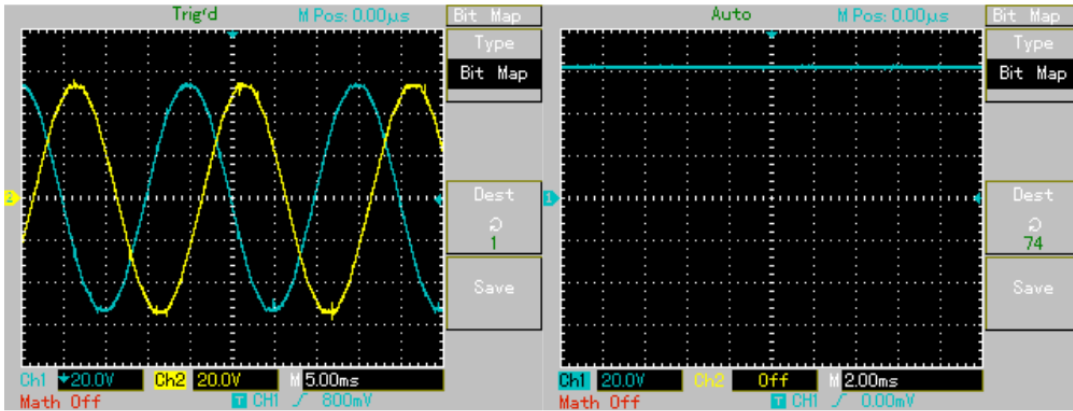 Trig'd M Pos: 0.00μs Bit Map
Type
Bit Map
2
Dest
1
Save
Ch1 20.0V Ch2 20.0V M 5.00ms
Math Off T CH1 800mV
Auto M Pos: 0.00μs Bit Map
Type
Bit Map
1
Dest
74
Save
Ch1 20.0V Ch2 Off M 2.00ms
Math Off T CH1 0.00mV